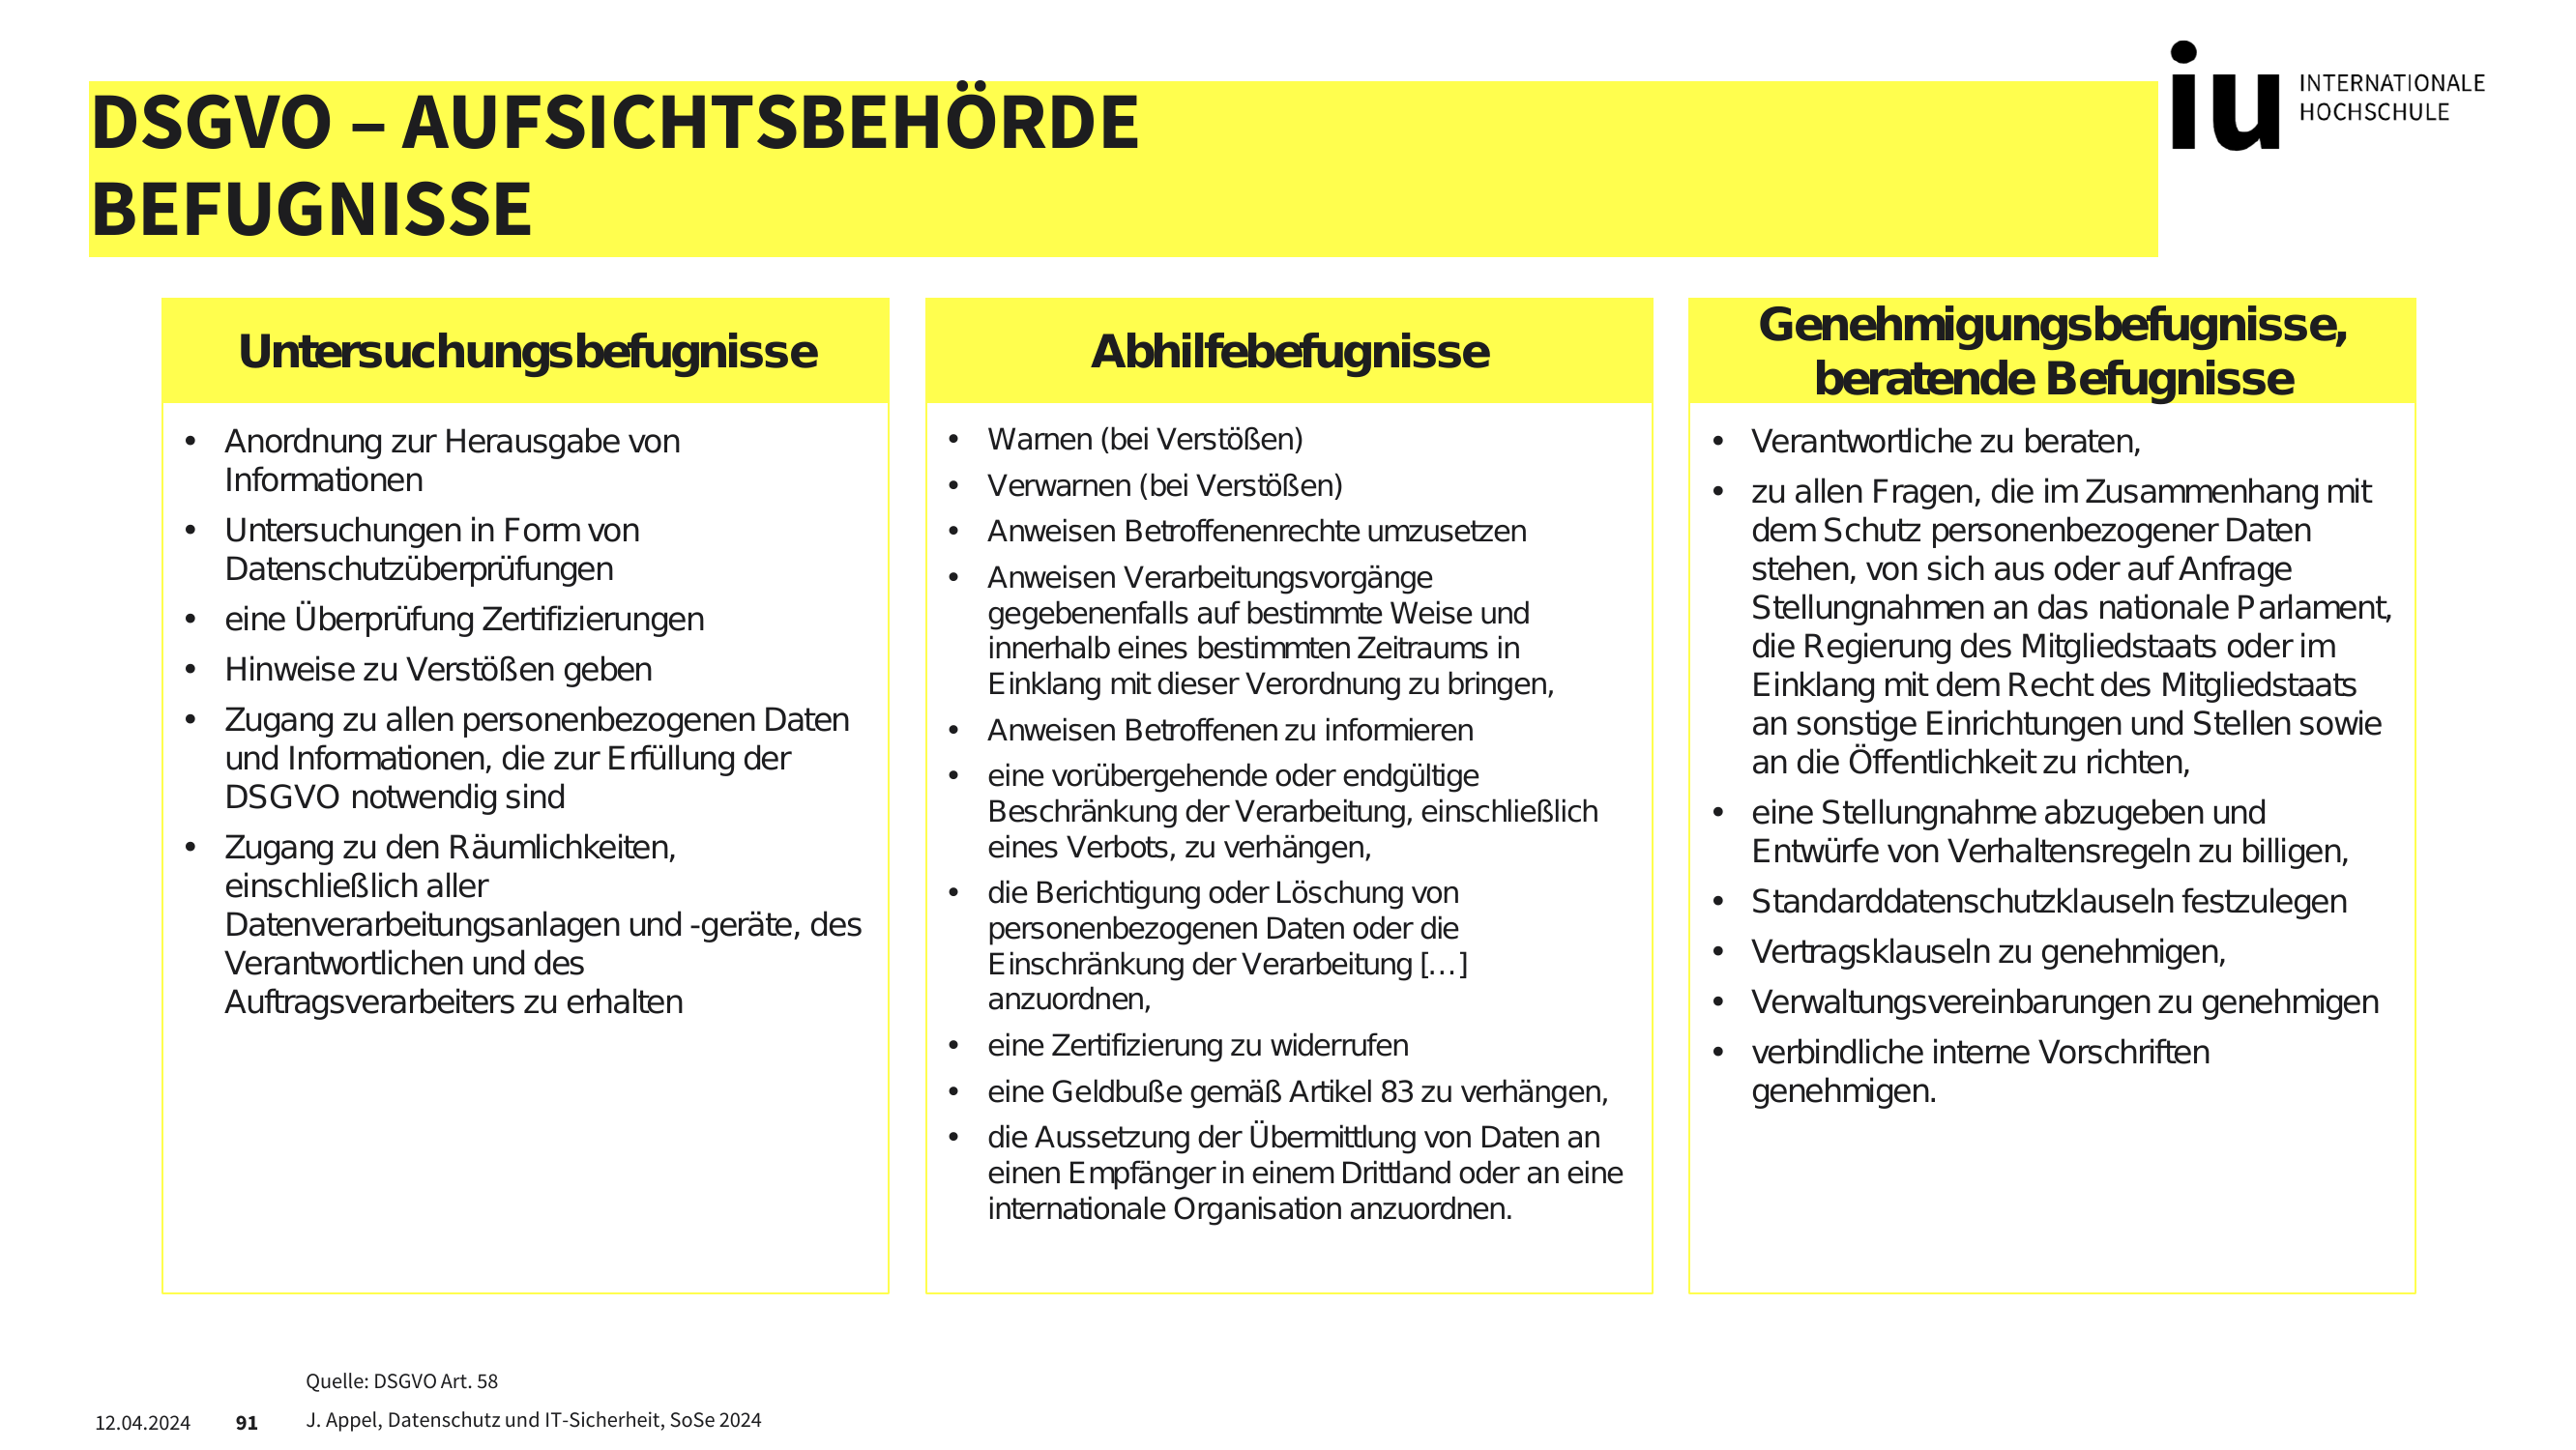 DSGVO – AUFSICHTSBEHÖRDE
BEFUGNISSE
iu INTERNATIONALE
HOCHSCHULE
Untersuchungsbefugnisse
• Anordnung zur Herausgabe von
Informationen
• Untersuchungen in Form von
Datenschutzüberprüfungen
• eine Überprüfung Zertifizierungen
• Hinweise zu Verstößen geben
• Zugang zu allen personenbezogenen Daten
und Informationen, die zur Erfüllung der
DSGVO notwendig sind
• Zugang zu den Räumlichkeiten,
einschließlich aller
Datenverarbeitungsanlagen und -geräte, des
Verantwortlichen und des
Auftragsverarbeiters zu erhalten
Abhilfebefugnisse
• Warnen (bei Verstößen)
• Verwarnen (bei Verstößen)
• Anweisen Betroffenenrechte umzusetzen
• Anweisen Verarbeitungsvorgänge
gegebenenfalls auf bestimmte Weise und
innerhalb eines bestimmten Zeitraums in
Einklang mit dieser Verordnung zu bringen,
• Anweisen Betroffenen zu informieren
• eine vorübergehende oder endgültige
Beschränkung der Verarbeitung, einschließlich
eines Verbots, zu verhängen,
• die Berichtigung oder Löschung von
personenbezogenen Daten oder die
Einschränkung der Verarbeitung […]
anzuordnen,
• eine Zertifizierung zu widerrufen
• eine Geldbuße gemäß Artikel 83 zu verhängen,
• die Aussetzung der Übermittlung von Daten an
einen Empfänger in einem Drittland oder an eine
internationale Organisation anzuordnen.
Genehmigungsbefugnisse,
beratende Befugnisse
• Verantwortliche zu beraten,
• zu allen Fragen, die im Zusammenhang mit
dem Schutz personenbezogener Daten
stehen, von sich aus oder auf Anfrage
Stellungnahmen an das nationale Parlament,
die Regierung des Mitgliedstaats oder im
Einklang mit dem Recht des Mitgliedstaats
an sonstige Einrichtungen und Stellen sowie
an die Öffentlichkeit zu richten,
• eine Stellungnahme abzugeben und
Entwürfe von Verhaltensregeln zu billigen,
• Standarddatenschutzklauseln festzulegen
• Vertragsklauseln zu genehmigen,
• Verwaltungsvereinbarungen zu genehmigen
• verbindliche interne Vorschriften
genehmigen.
Quelle: DSGVO Art. 58
12.04.2024 91 J. Appel, Datenschutz und IT-Sicherheit, SoSe 2024